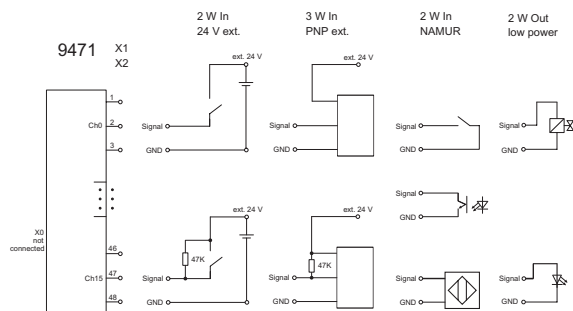 2 W In
24 V ext.
3 W In
PNP ext.
2 W In
NAMUR
2 W Out
low power
9471
X1
X2
ext. 24 V
ext. 24 V
1
Ch0
2
3
Signal
GND
Signal
GND
Signal
GND
Signal
GND
Signal
GND
X0
not
connected
ext. 24 V
ext. 24 V
46
Ch15
47
48
47K
Signal
GND
47K
Signal
GND
Signal
GND
Signal
GND